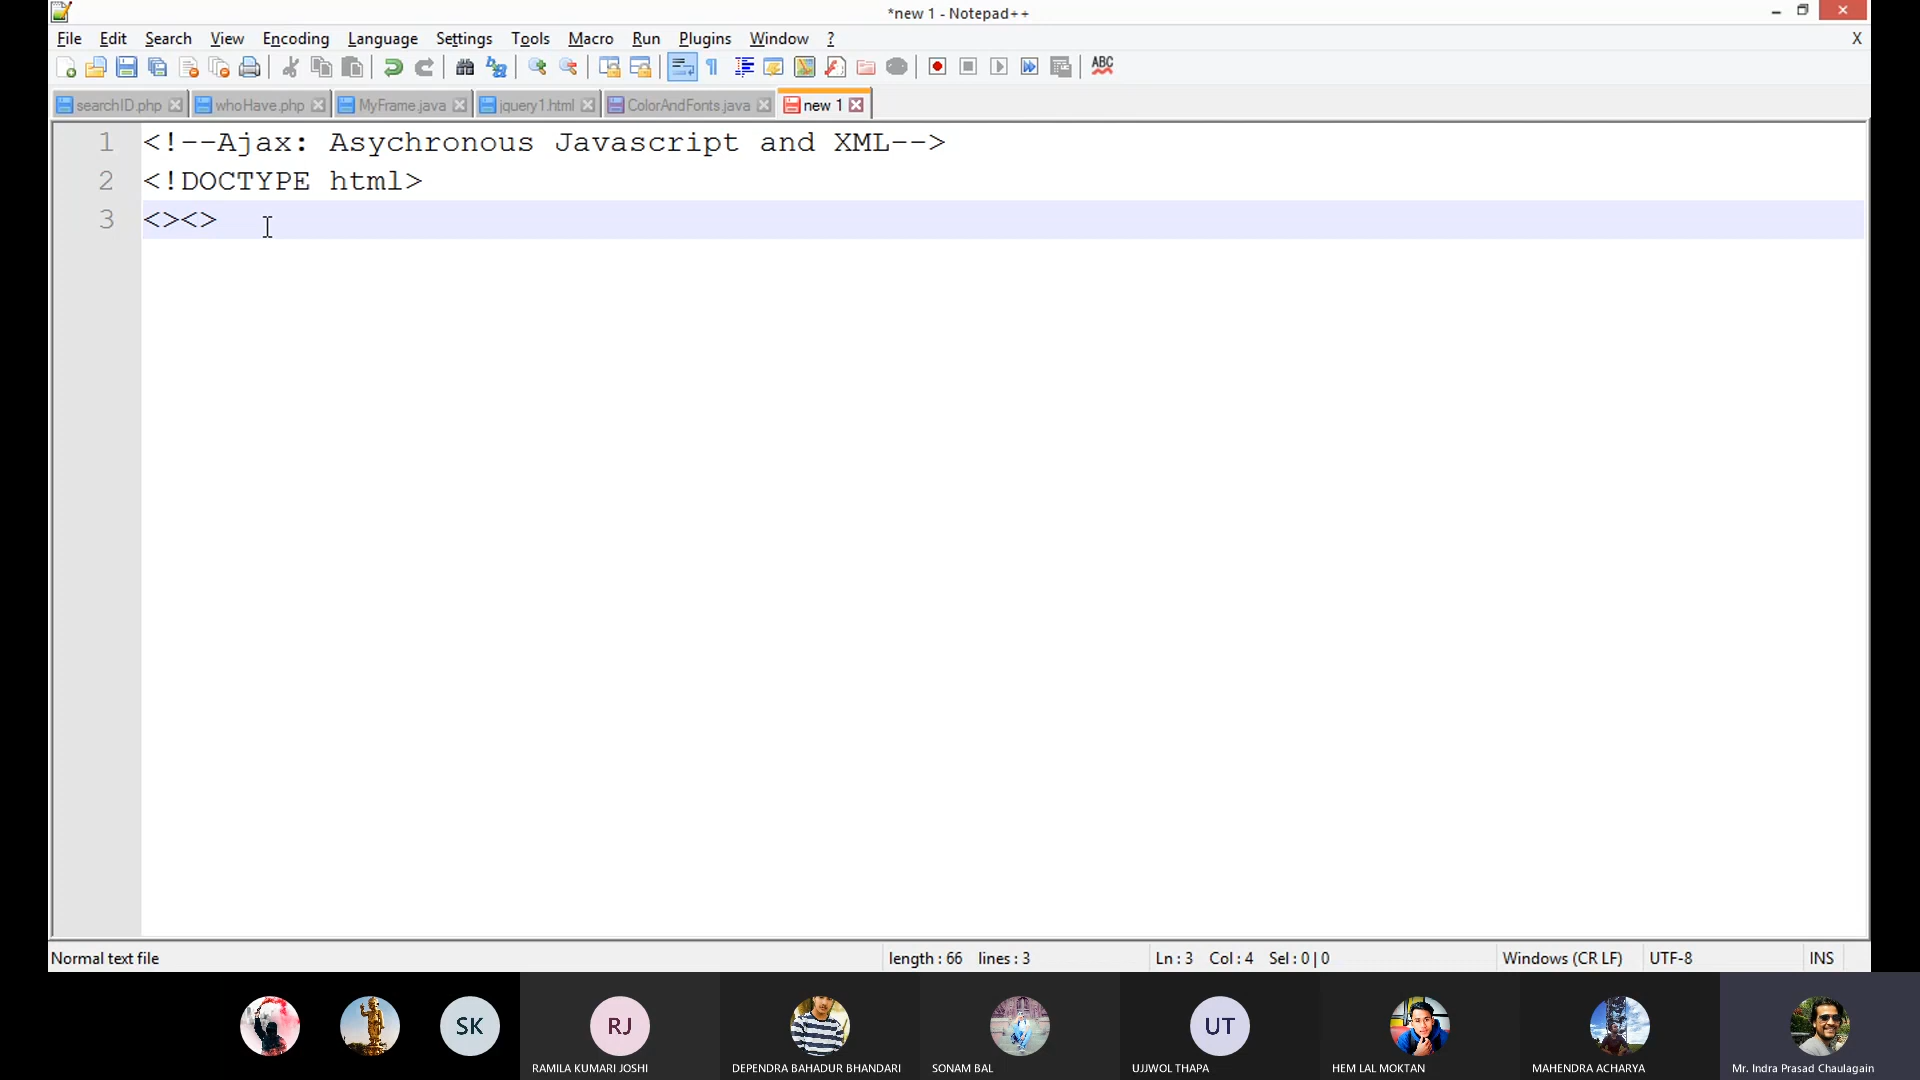 *new 1 - Notepad++
File Edit Search View Encoding Language Settings Tools Macro Run Plugins Window ?
X
ABC
searchID.php whoHave.php MyFrame.java jquery1.html ColorAndFonts.java new 1
1 <!--Ajax: Asychronous Javascript and XML-->
2 <!DOCTYPE html>
3 <><>
Normal text file length : 66 lines : 3 Ln : 3 Col : 4 Sel : 0 | 0 Windows (CR LF) UTF-8 INS
SK RJ UT
RAMILA KUMARI JOSHI DEPENDRA BAHADUR BHANDARI SONAM BAL UJJWOL THAPA HEM LAL MOKTAN MAHENDRA ACHARYA Mr. Indra Prasad Chaulagain